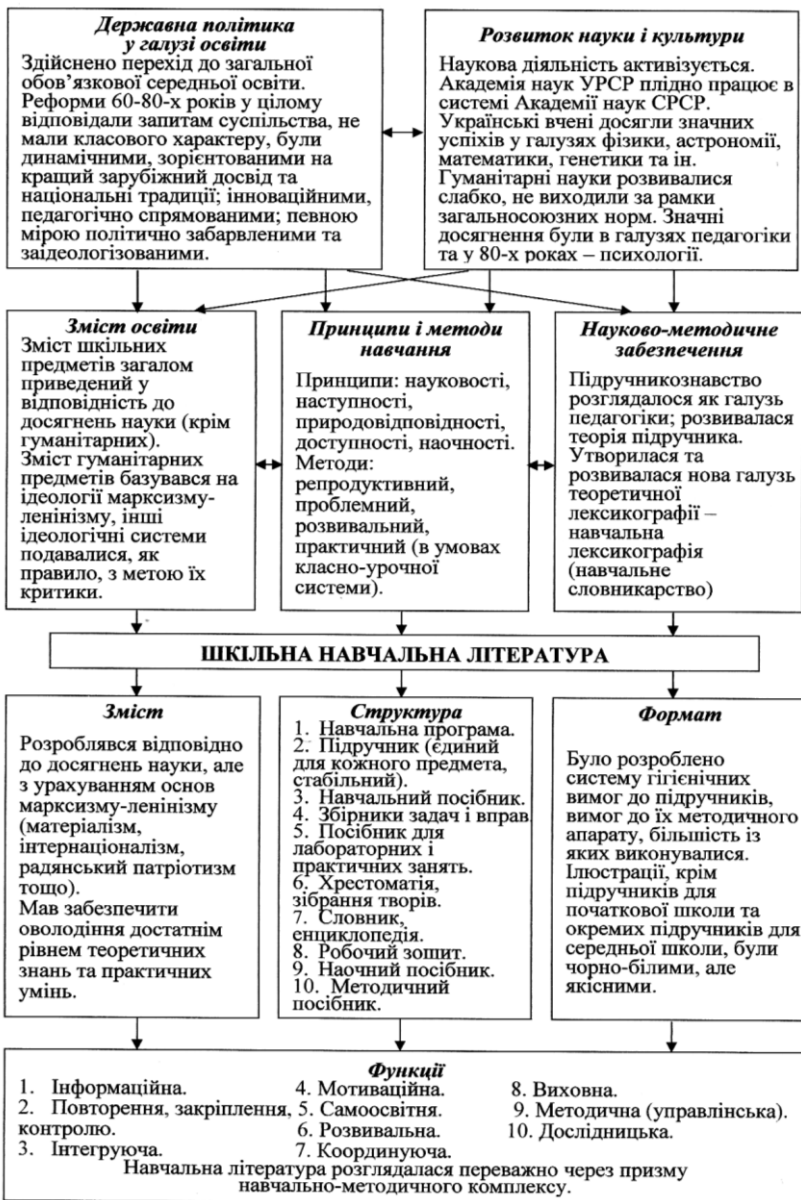 Державна політика
у галузі освіти
Здійснено перехід до загальної
обов’язкової середньої освіти.
Реформи 60-80-х років у цілому
відповідали запитам суспільства, не
мали класового характеру, були
динамічними, зорієнтованими на
кращий зарубіжний досвід та
національні традиції; інноваційними,
педагогічно спрямованими; певною
мірою політично забарвленими та
заідеологізованими.
Розвиток науки і культури
Наукова діяльність активізується.
Академія наук УРСР плідно працює в
системі Академії наук СРСР.
Українські вчені досягли значних
успіхів у галузях фізики, астрономії,
математики, генетики та ін.
Гуманітарні науки розвивалися
слабко, не виходили за рамки
загальносоюзних норм. Значні
досягнення були в галузях педагогіки
та у 80-х роках – психології.
Зміст освіти
Зміст шкільних
предметів загалом
приведений у
відповідність до
досягнень науки (крім
гуманітарних).
Зміст гуманітарних
предметів базувався на
ідеології марксизму-
ленінізму, інші
ідеологічні системи
подавалися, як
правило, з метою їх
критики.
Принципи і методи
навчання
Принципи: науковості,
наступності,
природовідповідності,
доступності, наочності.
Методи:
репродуктивний,
проблемний,
розвивальний,
практичний (в умовах
класно-урочної
системи).
Науково-методичне
забезпечення
Підручникознавство
розглядалося як галузь
педагогіки; розвивалася
теорія підручника.
Утворилася та
розвивалася нова галузь
теоретичної
лексикографії –
навчальна
лексикографія
(навчальне
словникарство)
ШКІЛЬНА НАВЧАЛЬНА ЛІТЕРАТУРА
Зміст
Розроблявся відповідно
до досягнень науки, але
з урахуванням основ
марксизму-ленінізму
(матеріалізм,
інтернаціоналізм,
радянський патріотизм
тощо).
Мав забезпечити
оволодіння достатнім
рівнем теоретичних
знань та практичних
умінь.
Структура
1. Навчальна програма.
2. Підручник (єдиний
для кожного предмета,
стабільний).
3. Навчальний посібник.
4. Збірники задач і вправ
5. Посібник для
лабораторних і
практичних занять.
6. Хрестоматія,
зібрання творів.
7. Словник,
енциклопедія.
8. Робочий зошит.
9. Наочний посібник.
10. Методичний
посібник.
Формат
Було розроблено
систему гігієнічних
вимог до підручників,
вимог до їх методичного
апарату, більшість із
яких виконувалися.
Ілюстрації, крім
підручників для
початкової школи та
окремих підручників для
середньої школи, були
чорно-білими, але
якісними.
Функції
1. Інформаційна.
2. Повторення, закріплення,
контролю.
3. Інтегруюча.
4. Мотиваційна.
5. Самоосвітня.
6. Розвивальна.
7. Координуюча.
8. Виховна.
9. Методична (управлінська).
10. Дослідницька.
Навчальна література розглядалася переважно через призму
навчально-методичного комплексу.